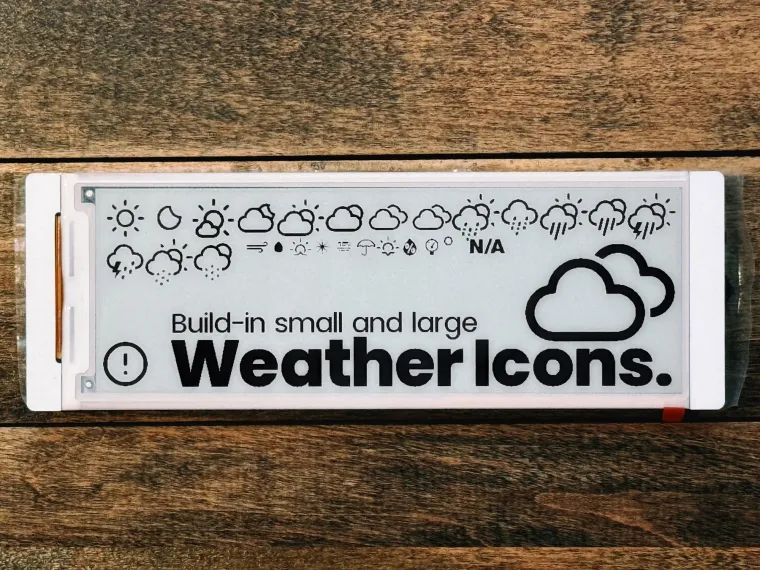 N/A
Build-in small and large
Weather Icons.